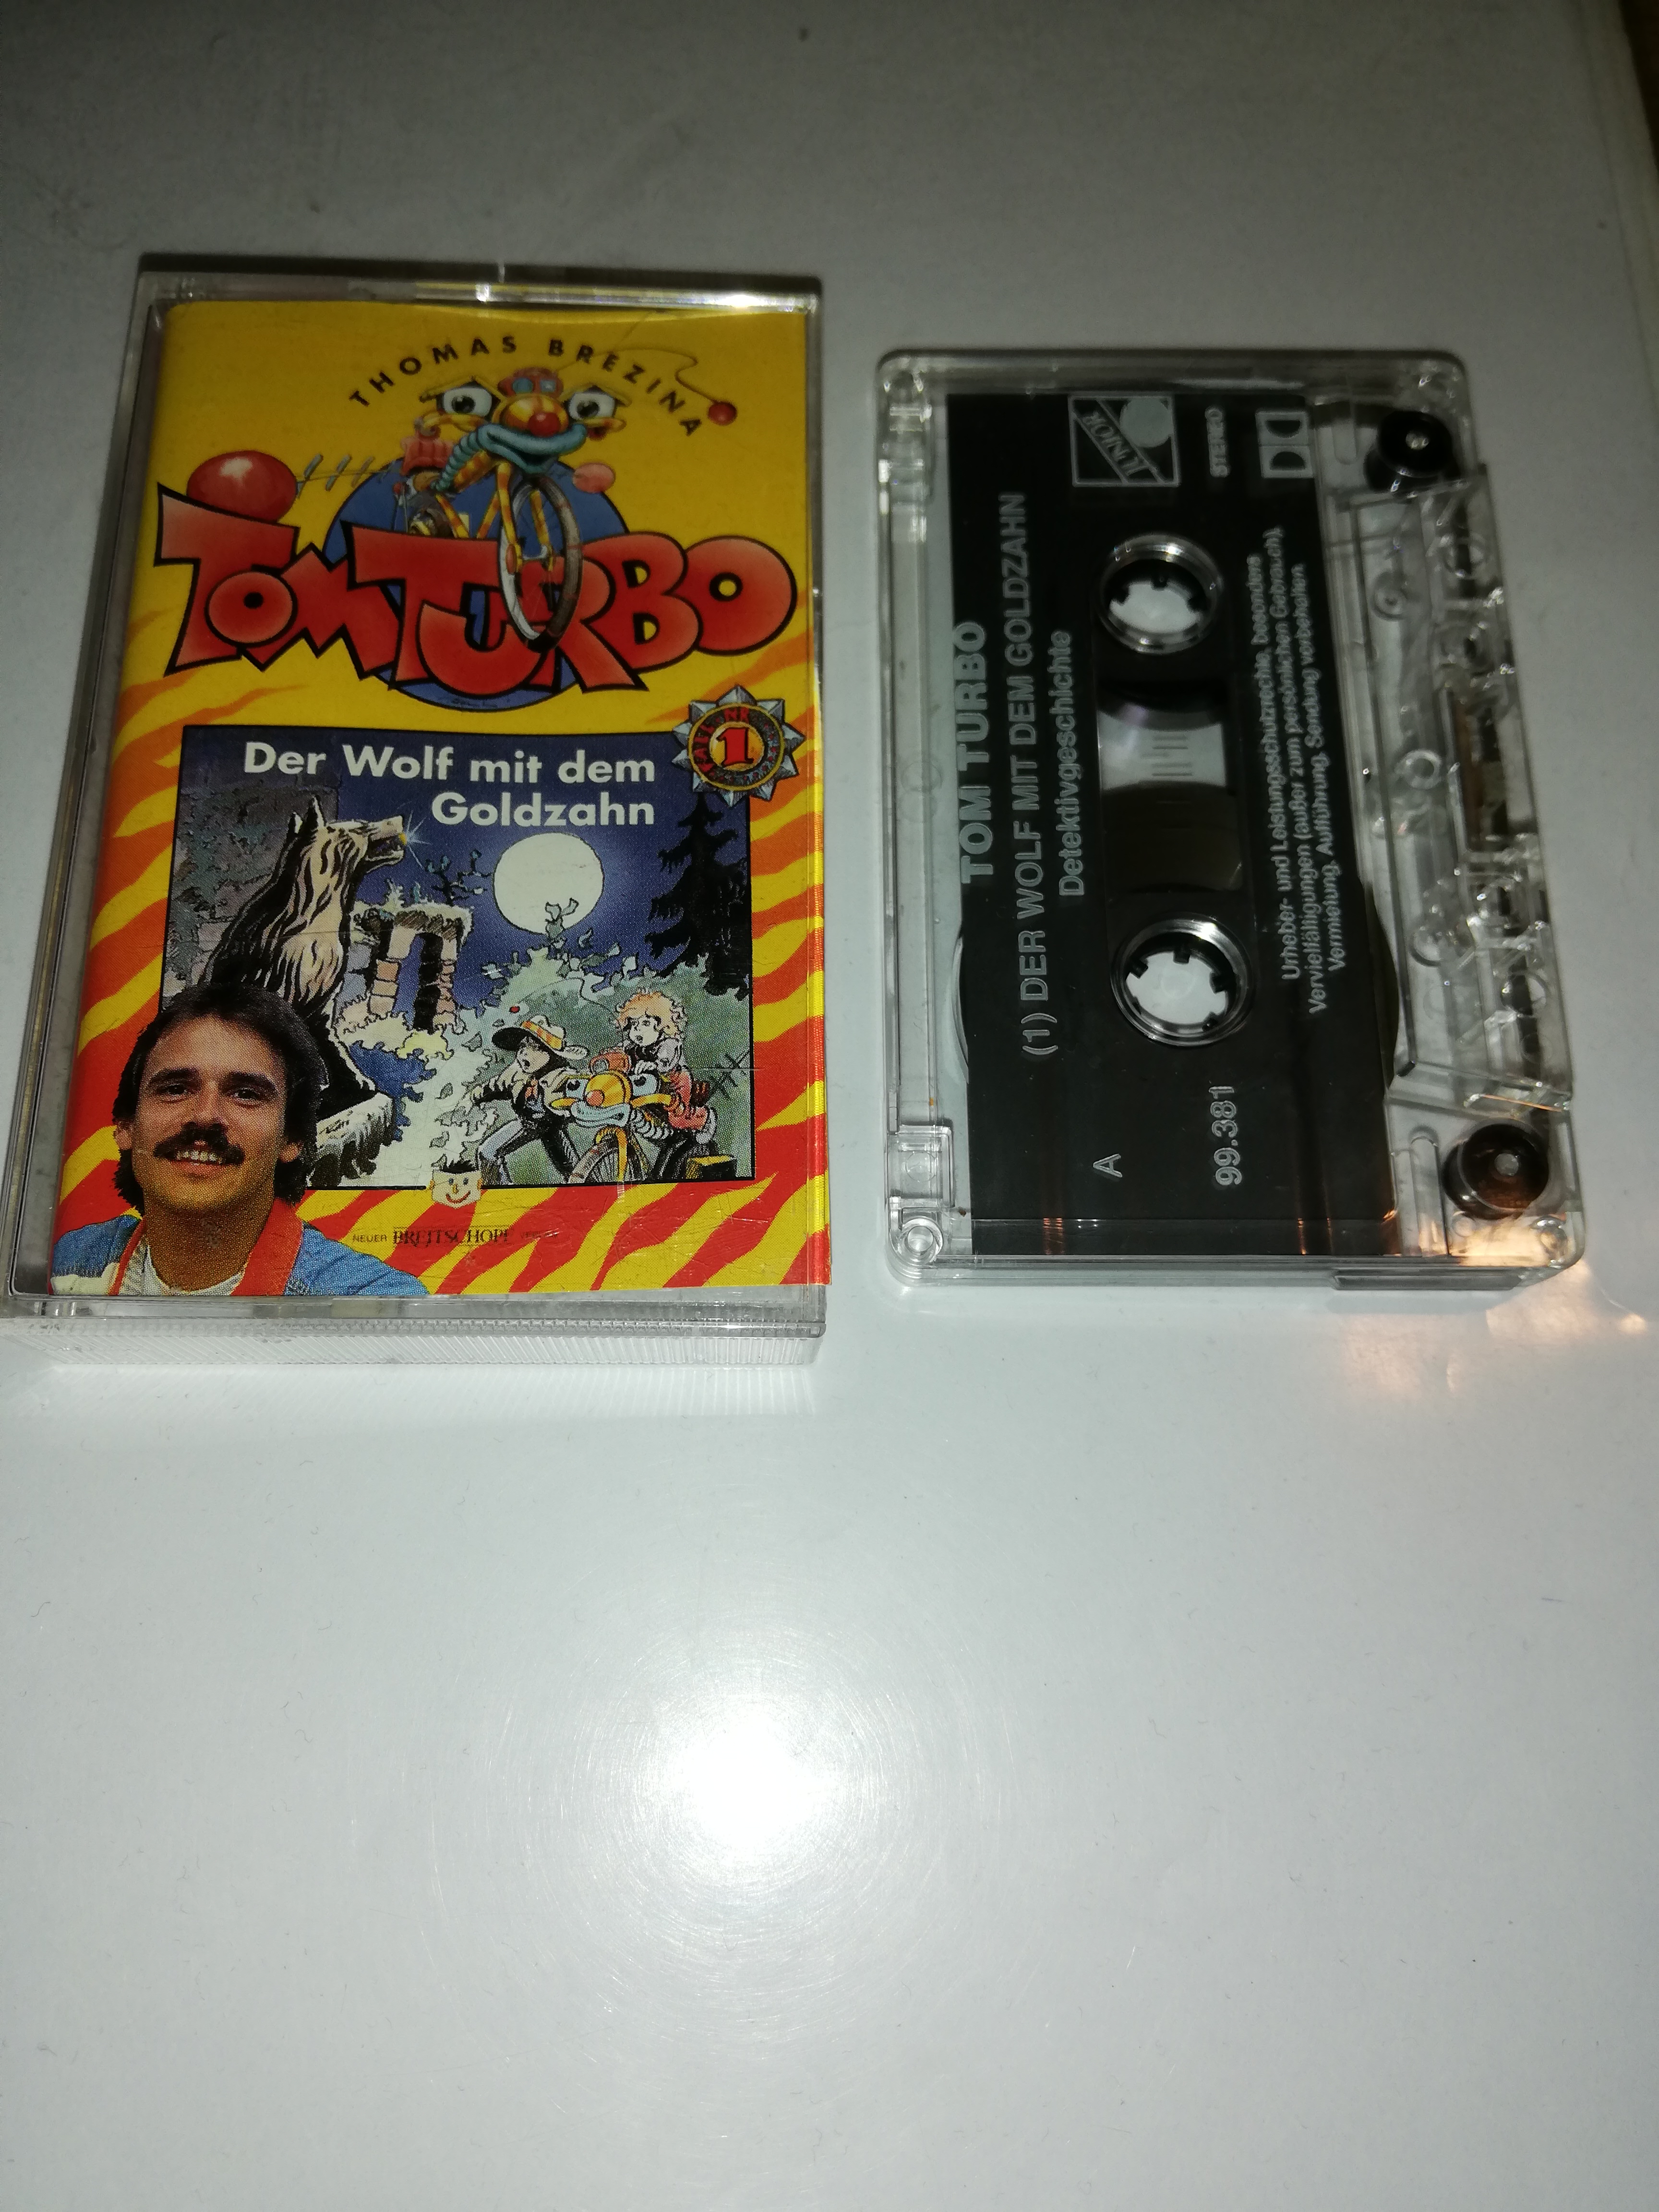 THOMAS BREZINA
TOM TURBO
1
Der Wolf mit dem
Goldzahn
NEUER BREITSCHOPF
TOM TURBO
(1) DER WOLF MIT DEM GOLDZAHN
Detektivgeschichte
JUNIOR
STEREO
A
99.381
Urheber- und Leistungsschutzrechte, besonders
Vervielfältigungen (außer zum persönlichen Gebrauch),
Vermietung, Aufführung, Sendung vorbehalten.